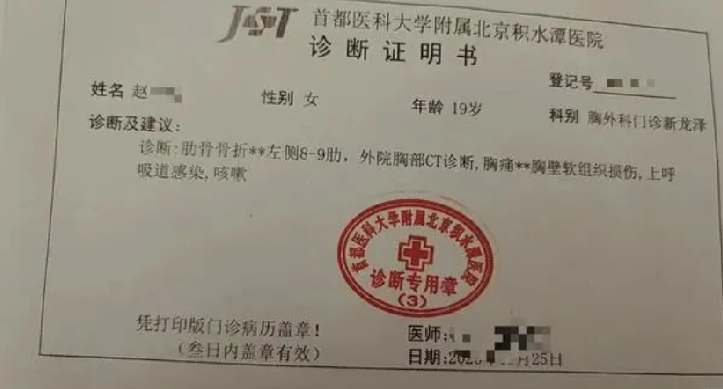 JST 首都医科大学附属北京积水潭医院
诊断证明书
登记号
姓名 赵 性别 女 年龄 19岁 科别 胸外科门诊新龙泽
诊断及建议:
诊断:肋骨骨折**左侧8-9肋, 外院胸部CT诊断,胸痛**胸壁软组织损伤,上呼
吸道感染,咳嗽
首都医科大学附属北京积水潭医院
诊断专用章
(3)
凭打印版门诊病历盖章!
(叁日内盖章有效)
医师:
日期:20 月25日